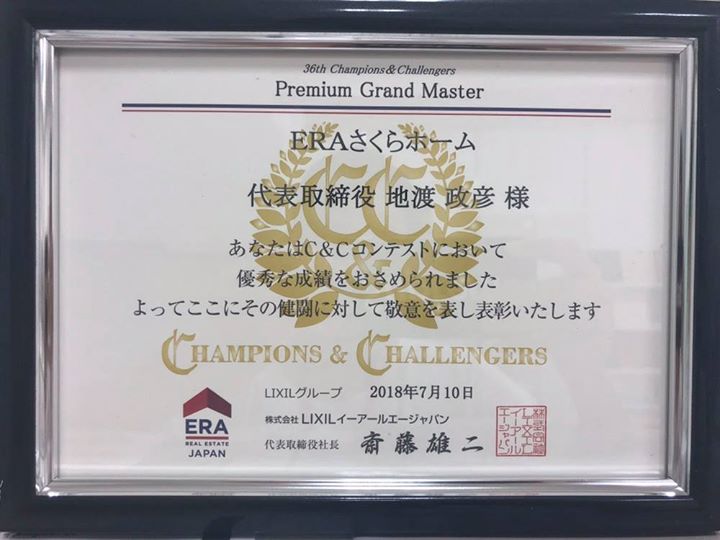 36th Champions&Challengers
Premium Grand Master
ERAさくらホーム
代表取締役 地渡 政彦 様
あなたはC&Cコンテストにおいて
優秀な成績をおさめられました
よってここにその健闘に対して敬意を表し表彰いたします
CHAMPIONS & CHALLENGERS
LIXILグループ 2018年7月10日
株式会社 LIXILイーアールエージャパン
代表取締役社長 斎藤雄二
ERA
REAL ESTATE
JAPAN